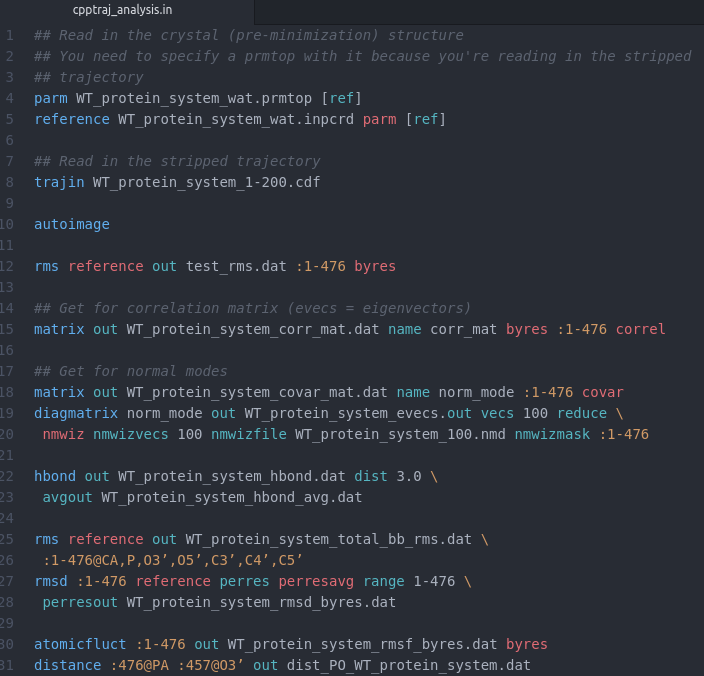 cpptraj_analysis.in
1 ## Read in the crystal (pre-minimization) structure
2 ## You need to specify a prmtop with it because you're reading in the stripped
3 ## trajectory
4 parm WT_protein_system_wat.prmtop [ref]
5 reference WT_protein_system_wat.inpcrd parm [ref]
6
7 ## Read in the stripped trajectory
8 trajin WT_protein_system_1-200.cdf
9
10 autoimage
11
12 rms reference out test_rms.dat :1-476 byres
13
14 ## Get for correlation matrix (evecs = eigenvectors)
15 matrix out WT_protein_system_corr_mat.dat name corr_mat byres :1-476 correl
16
17 ## Get for normal modes
18 matrix out WT_protein_system_covar_mat.dat name norm_mode :1-476 covar
19 diagmatrix norm_mode out WT_protein_system_evecs.out vecs 100 reduce \
20  nmwiz nmwizvecs 100 nmwizfile WT_protein_system_100.nmd nmwizmask :1-476
21
22 hbond out WT_protein_system_hbond.dat dist 3.0 \
23  avgout WT_protein_system_hbond_avg.dat
24
25 rms reference out WT_protein_system_total_bb_rms.dat \
26  :1-476@CA,P,O3’,O5’,C3’,C4’,C5’
27 rmsd :1-476 reference perres perresavg range 1-476 \
28  perresout WT_protein_system_rmsd_byres.dat
29
30 atomicfluct :1-476 out WT_protein_system_rmsf_byres.dat byres
31 distance :476@PA :457@O3’ out dist_PO_WT_protein_system.dat